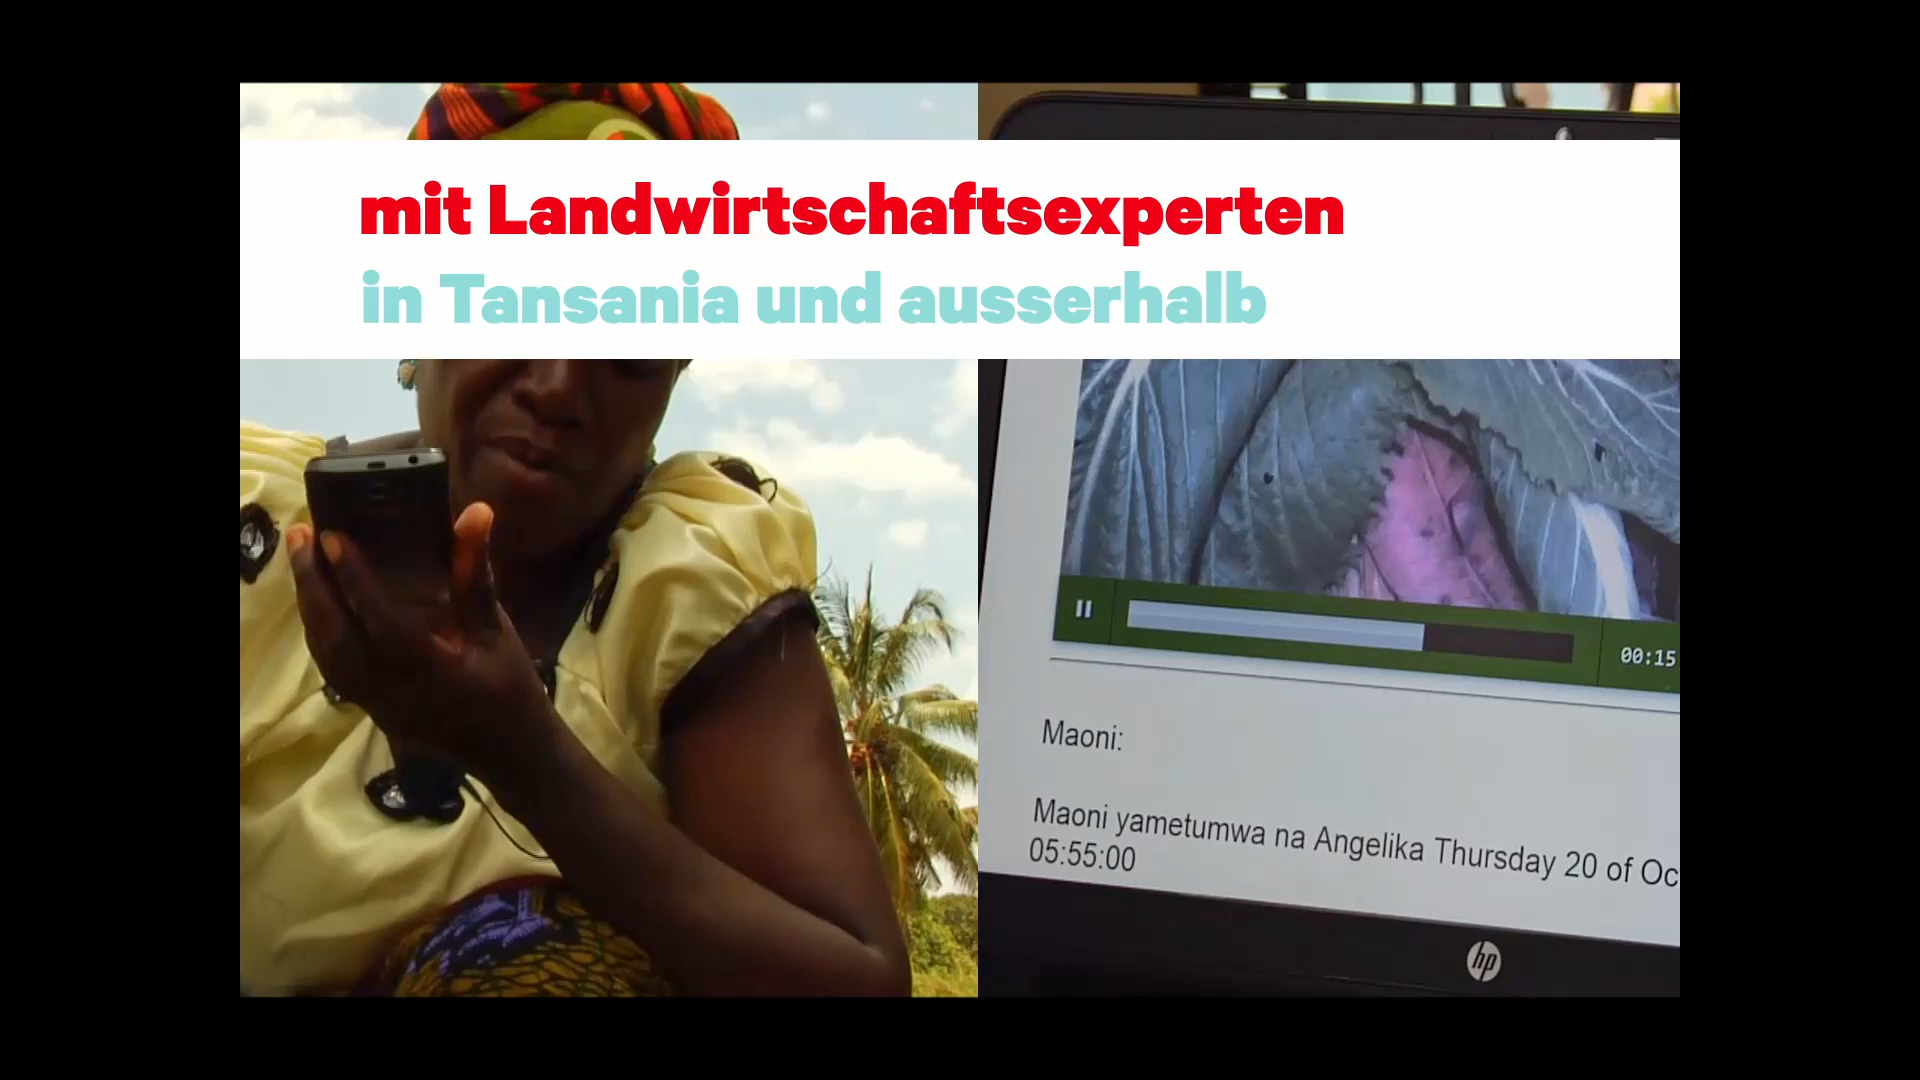 mit Landwirtschaftsexperten
in Tansania und ausserhalb
00:15
Maoni:
Maoni yametumwa na Angelika Thursday 20 of Oc
05:55:00
hp